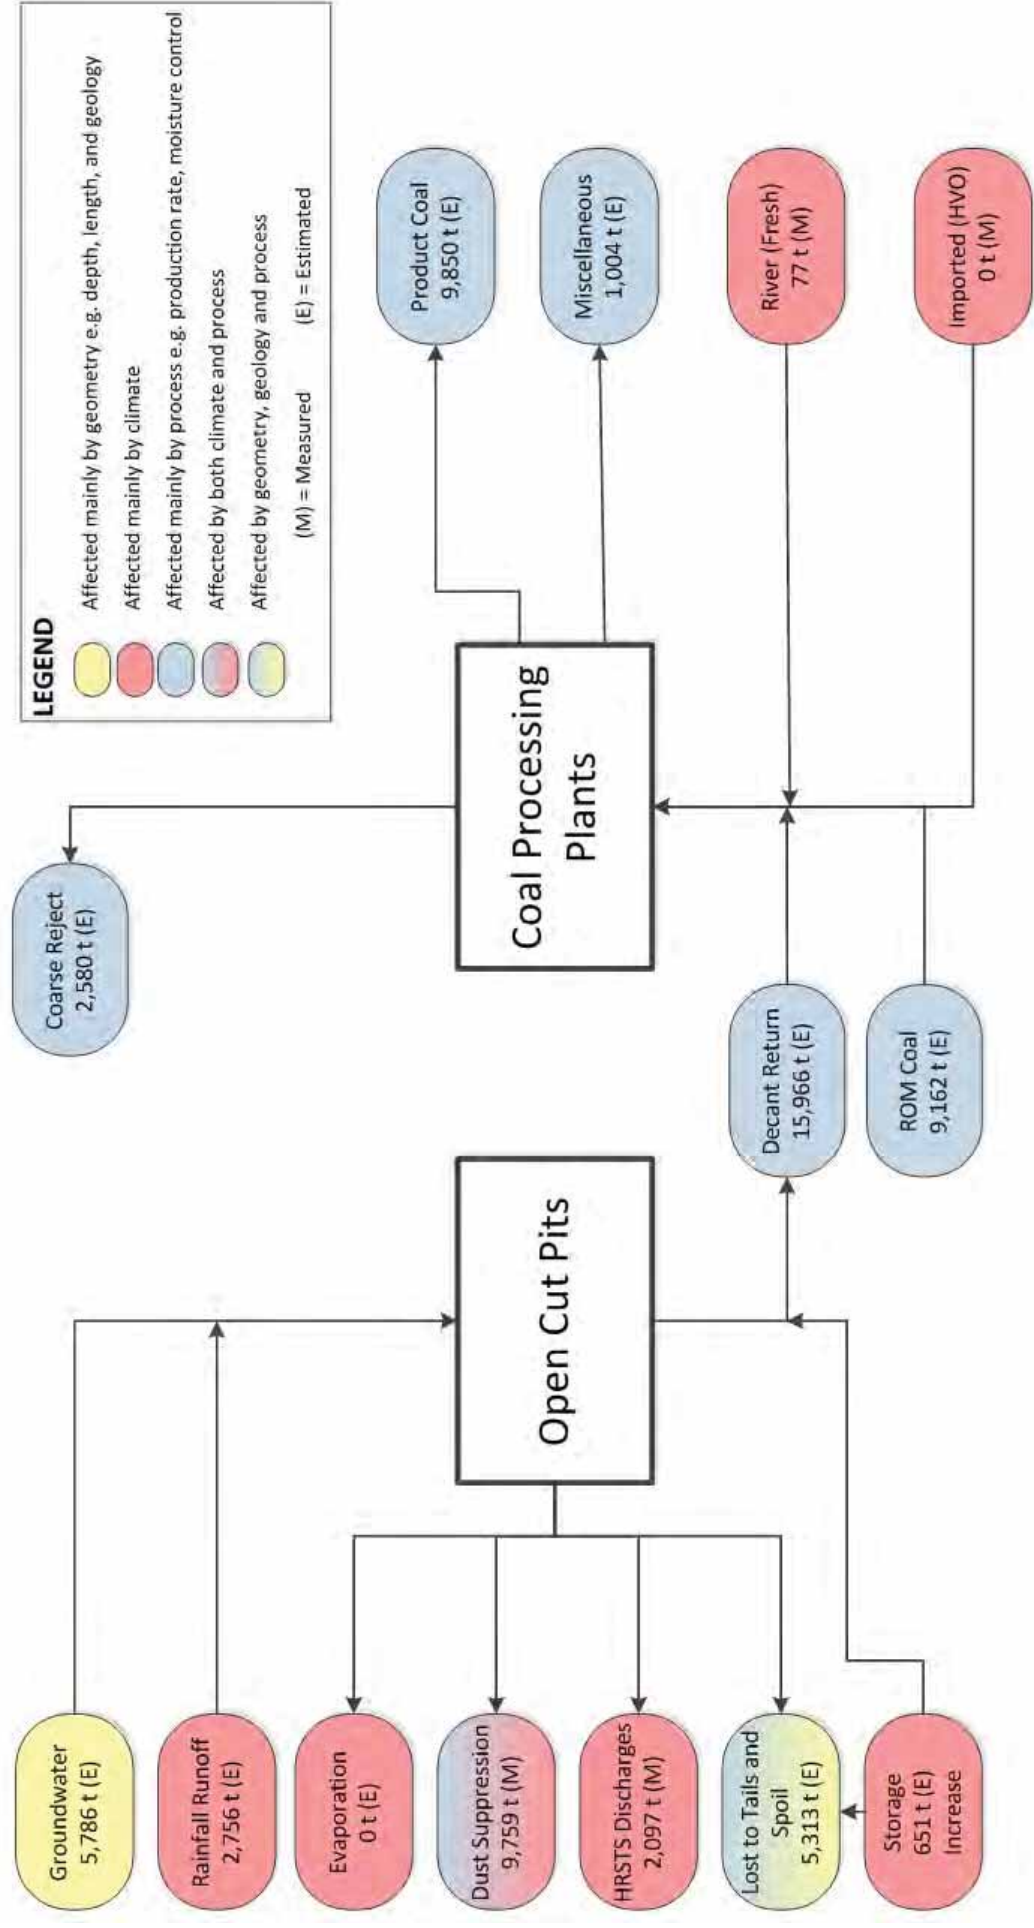 Groundwater
5,786 t (E)
Rainfall Runoff
2,756 t (E)
Evaporation
0 t (E)
Dust Suppression
9,759 t (M)
HRSTS Discharges
2,097 t (M)
Lost to Tails and
Spoil
5,313 t (E)
Storage
651 t (E)
Increase
Open Cut Pits
Coarse Reject
2,580 t (E)
Decant Return
15,966 t (E)
ROM Coal
9,162 t (E)
Coal Processing
Plants
LEGEND
Affected mainly by geometry e.g. depth, length, and geology
Affected mainly by climate
Affected mainly by process e.g. production rate, moisture control
Affected by both climate and process
Affected by geometry, geology and process
(M) = Measured (E) = Estimated
Product Coal
9,850 t (E)
Miscellaneous
1,004 t (E)
River (Fresh)
77 t (M)
Imported (HVO)
0 t (M)